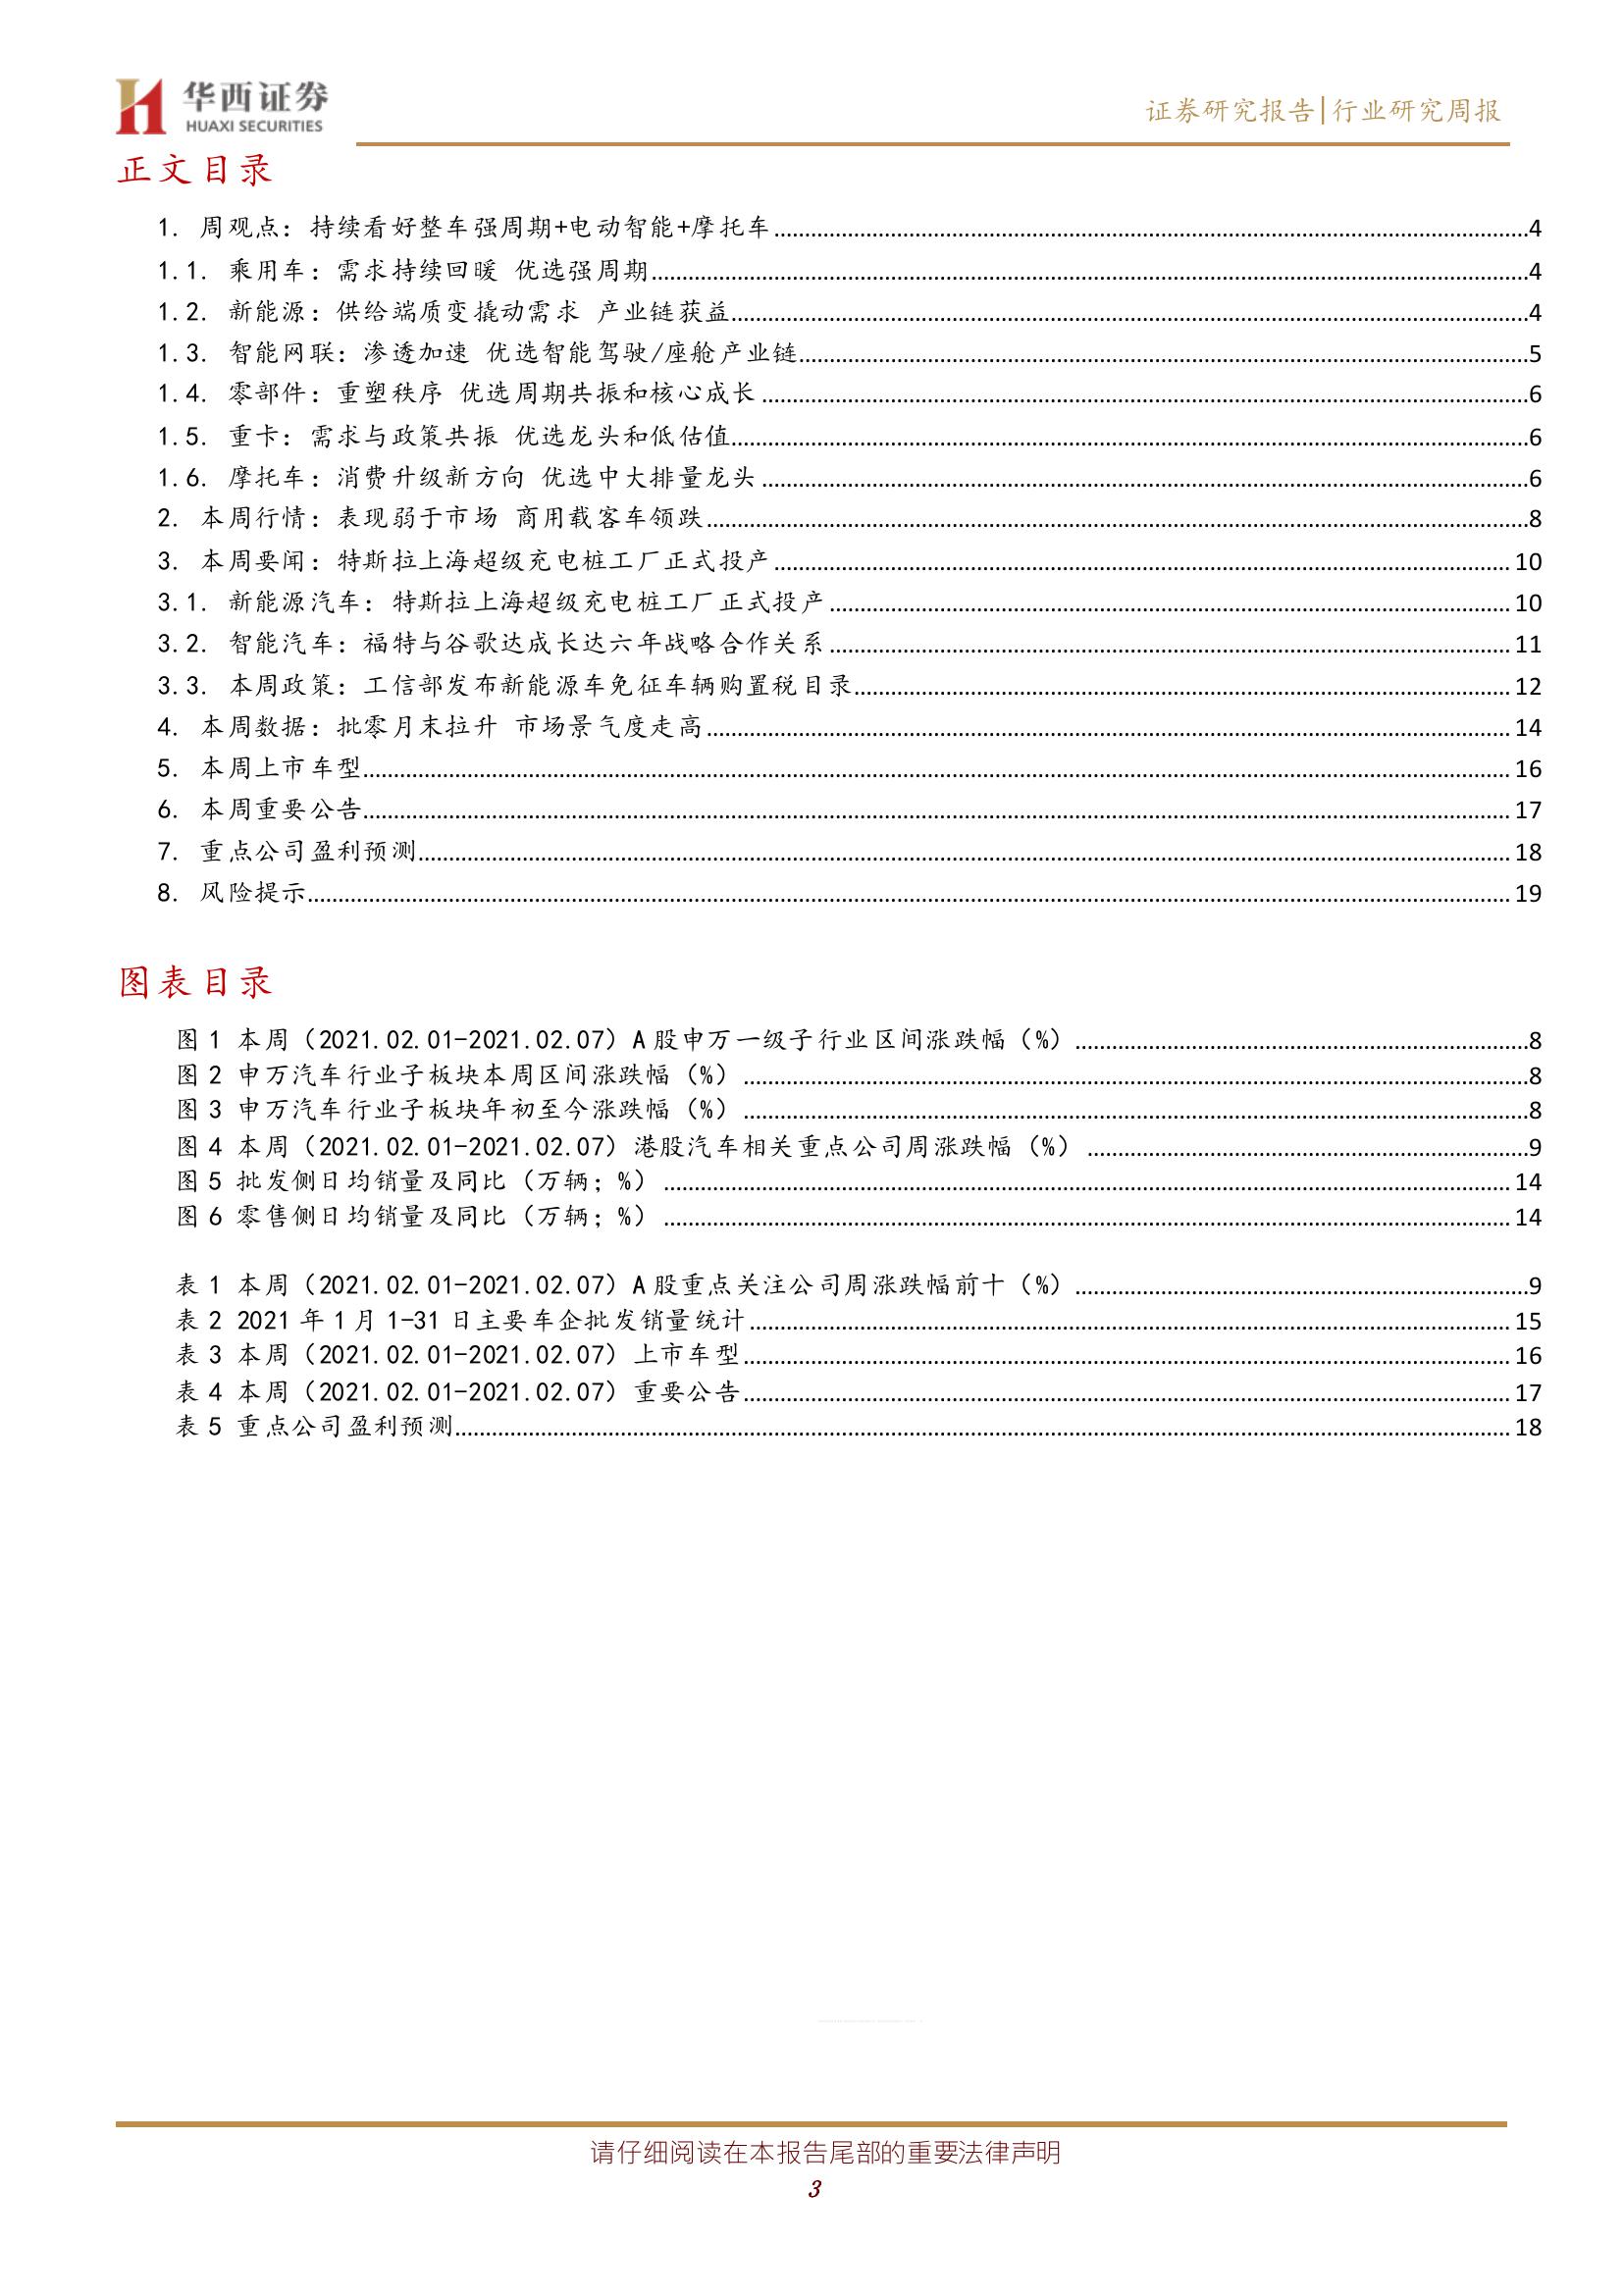 华西证券
HUAXI SECURITIES
证券研究报告|行业研究周报
正文目录
1. 周观点：持续看好整车强周期+电动智能+摩托车 4
1.1. 乘用车：需求持续回暖 优选强周期 4
1.2. 新能源：供给端质变撬动需求 产业链获益 4
1.3. 智能网联：渗透加速 优选智能驾驶/座舱产业链 5
1.4. 零部件：重塑秩序 优选周期共振和核心成长 6
1.5. 重卡：需求与政策共振 优选龙头和低估值 6
1.6. 摩托车：消费升级新方向 优选中大排量龙头 6
2. 本周行情：表现弱于市场 商用载客车领跌 8
3. 本周要闻：特斯拉上海超级充电桩工厂正式投产 10
3.1. 新能源汽车：特斯拉上海超级充电桩工厂正式投产 10
3.2. 智能汽车：福特与谷歌达成长达六年战略合作关系 11
3.3. 本周政策：工信部发布新能源车免征车辆购置税目录 12
4. 本周数据：批零月末拉升 市场景气度走高 14
5. 本周上市车型 16
6. 本周重要公告 17
7. 重点公司盈利预测 18
8. 风险提示 19
图表目录
图 1 本周（2021.02.01-2021.02.07）A 股申万一级子行业区间涨跌幅（%） 8
图 2 申万汽车行业子板块本周区间涨跌幅（%） 8
图 3 申万汽车行业子板块年初至今涨跌幅（%） 8
图 4 本周（2021.02.01-2021.02.07）港股汽车相关重点公司周涨跌幅（%） 9
图 5 批发侧日均销量及同比（万辆；%） 14
图 6 零售侧日均销量及同比（万辆；%） 14
表 1 本周（2021.02.01-2021.02.07）A 股重点关注公司周涨跌幅前十（%） 9
表 2 2021 年 1 月 1-31 日主要车企批发销量统计 15
表 3 本周（2021.02.01-2021.02.07）上市车型 16
表 4 本周（2021.02.01-2021.02.07）重要公告 17
表 5 重点公司盈利预测 18
请仔细阅读在本报告尾部的重要法律声明
3